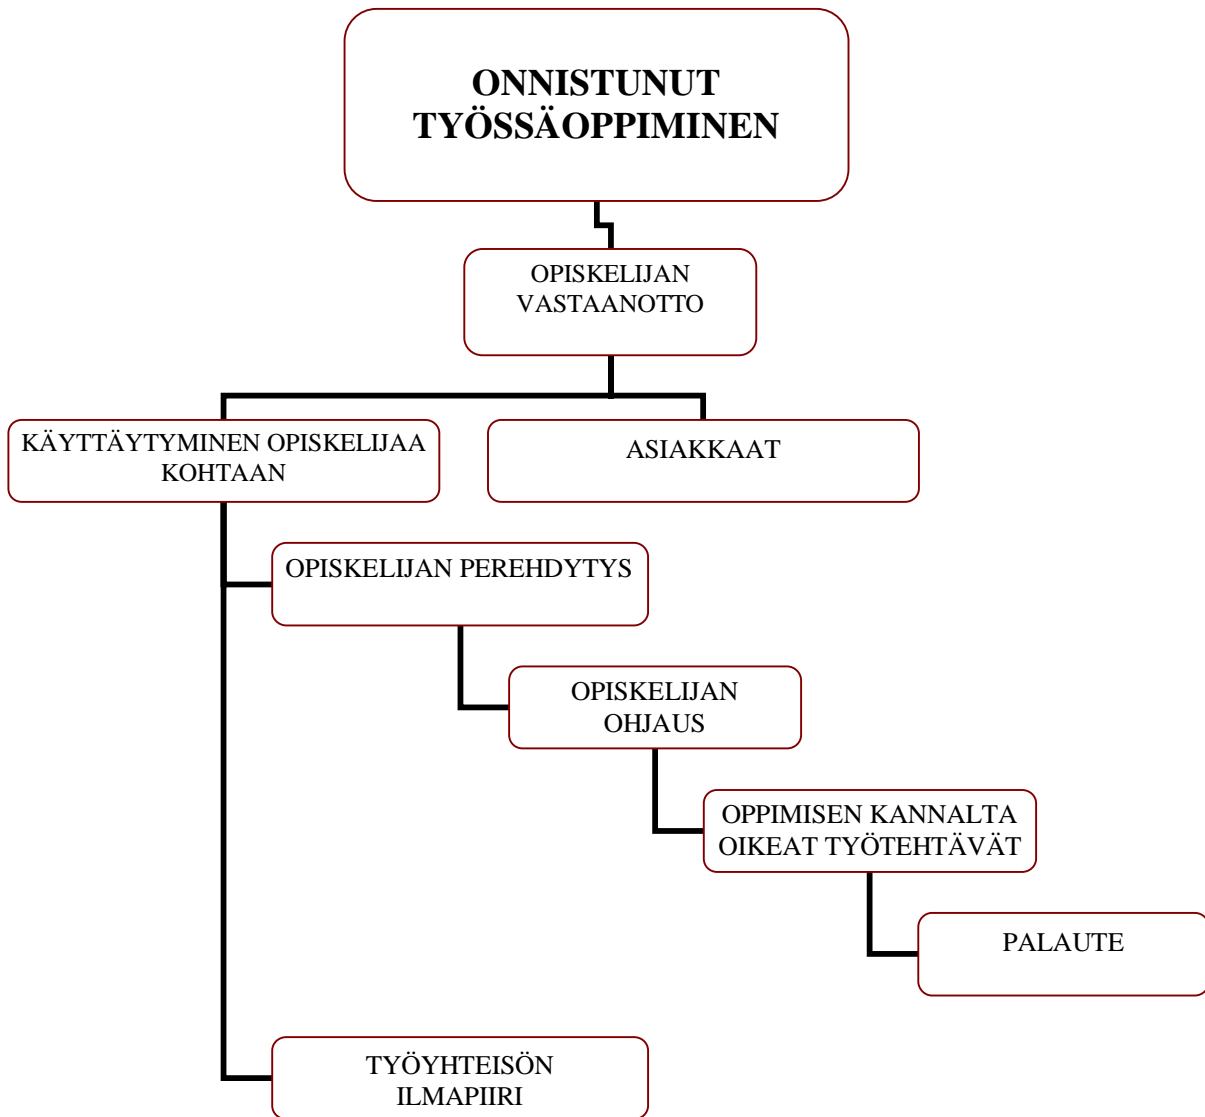 ONNISTUNUT
TYÖSSÄOPPIMINEN
OPISKELIJAN
VASTAANOTTO
KÄYTTÄYTYMINEN OPISKELIJAA
KOHTAAN
ASIAKKAAT
OPISKELIJAN PEREHDYTYS
OPISKELIJAN
OHJAUS
OPPIMISEN KANNALTA
OIKEAT TYÖTEHTÄVÄT
PALAUTE
TYÖYHTEISÖN
ILMAPIIRI